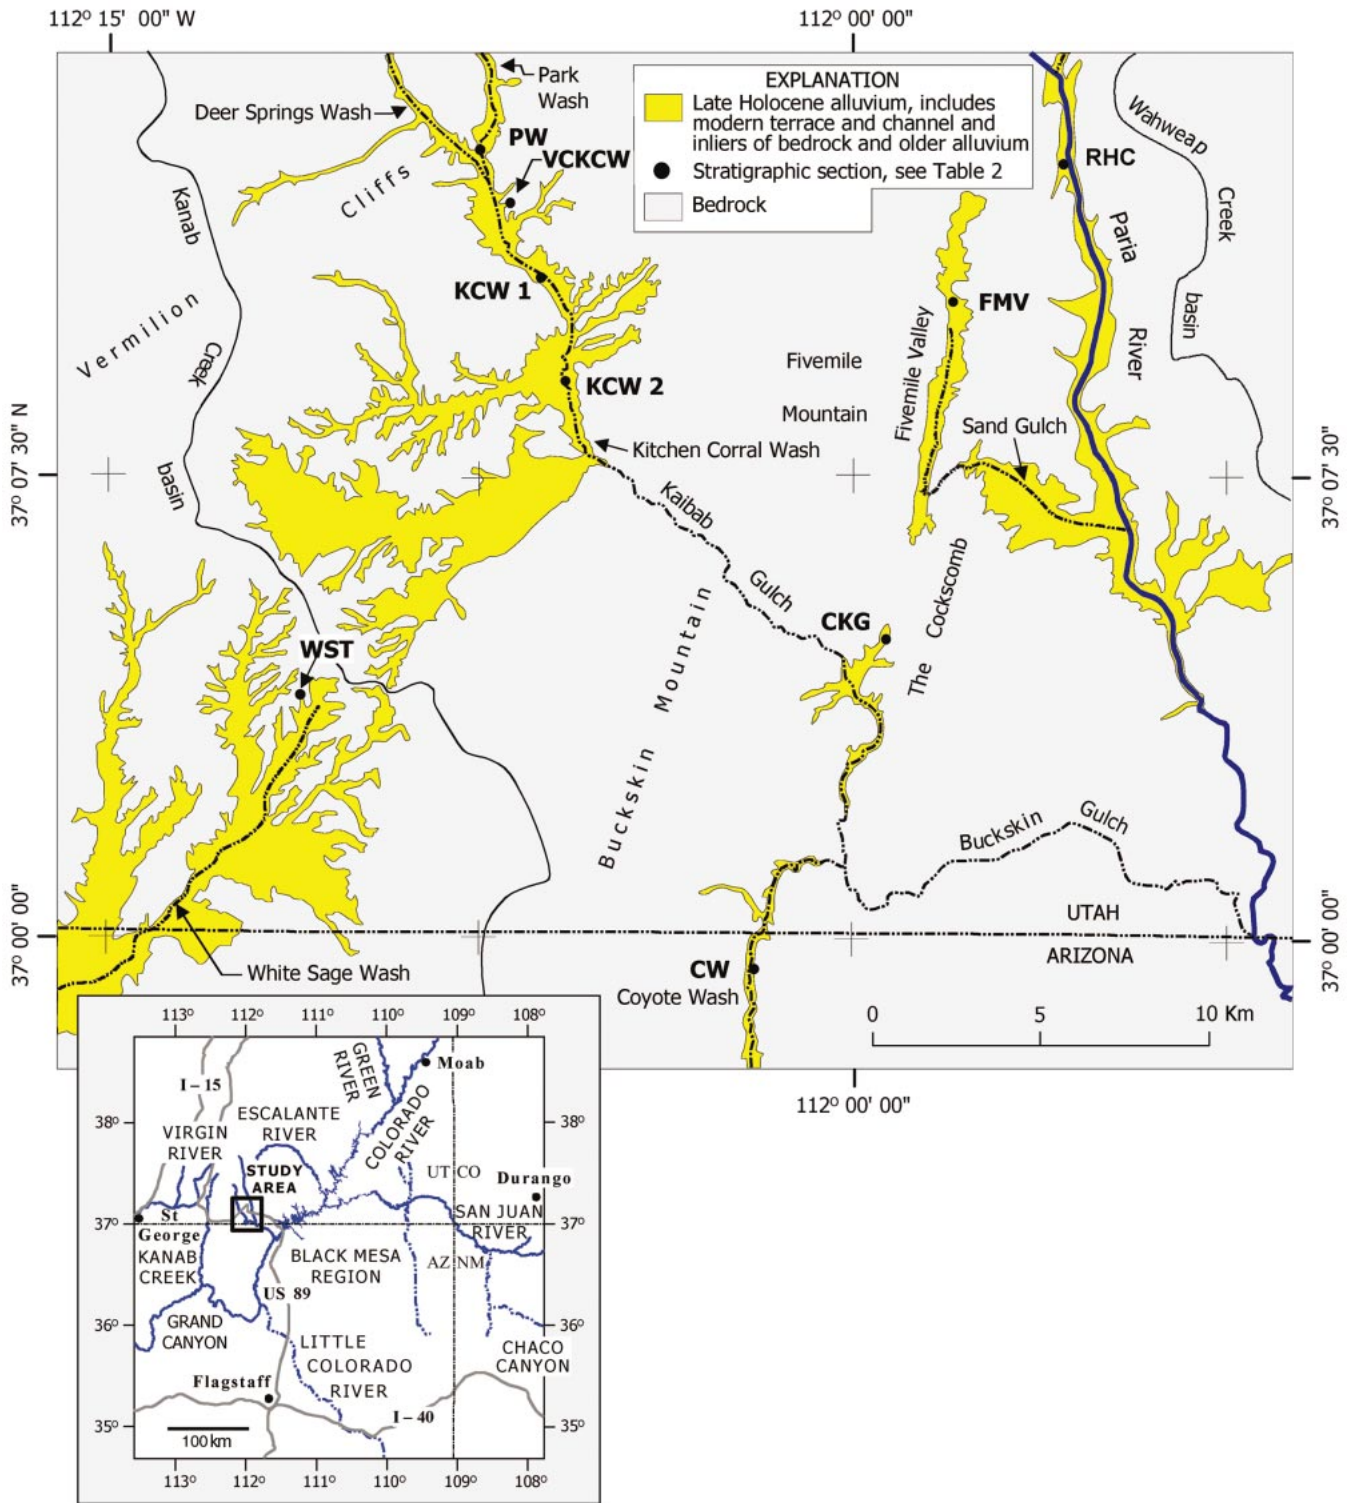 112° 15' 00" W
112° 00' 00"
EXPLANATION
Late Holocene alluvium, includes
modern terrace and channel and
inliers of bedrock and older alluvium
Stratigraphic section, see Table 2
Bedrock
Park
Wash
Deer Springs Wash
PW
VCKCW
Cliffs
Vermilion
Kanab
Creek
basin
KCW 1
KCW 2
Kitchen Corral Wash
Fivemile
Mountain
Fivemile Valley
FMV
RHC
Paria
River
Wahweap
Creek
basin
Sand Gulch
37° 07' 30" N
37° 07' 30"
Kaibab
Gulch
CKG
The Cockscomb
Buckskin Mountain
WST
Buckskin
Gulch
UTAH
ARIZONA
37° 00' 00"
37° 00' 00"
White Sage Wash
CW
Coyote Wash
0
5
10 Km
112° 00' 00"
113°
112°
111°
110°
109°
108°
I-15
GREEN
RIVER
Moab
ESCALANTE
RIVER
COLORADO
RIVER
38°
38°
VIRGIN
RIVER
STUDY
AREA
UT
CO
Durango
St
George
SAN JUAN
RIVER
37°
37°
KANAB
CREEK
BLACK MESA
REGION
AZ
NM
US 89
36°
36°
GRAND
CANYON
LITTLE
COLORADO
RIVER
CHACO
CANYON
Flagstaff
I-40
35°
35°
100 km
113°
112°
111°
110°
109°
108°